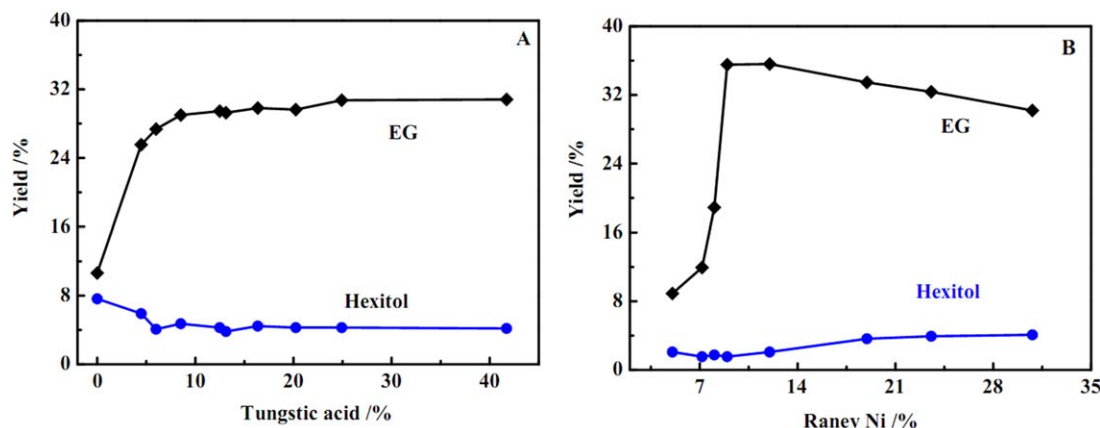 40
A
32
24
EG
Yield /%
16
8
Hexitol
0
0 10 20 30 40
Tungstic acid /%
40
B
32
24
EG
Yield /%
16
Hexitol
8
0
7 14 21 28 35
Raney Ni /%